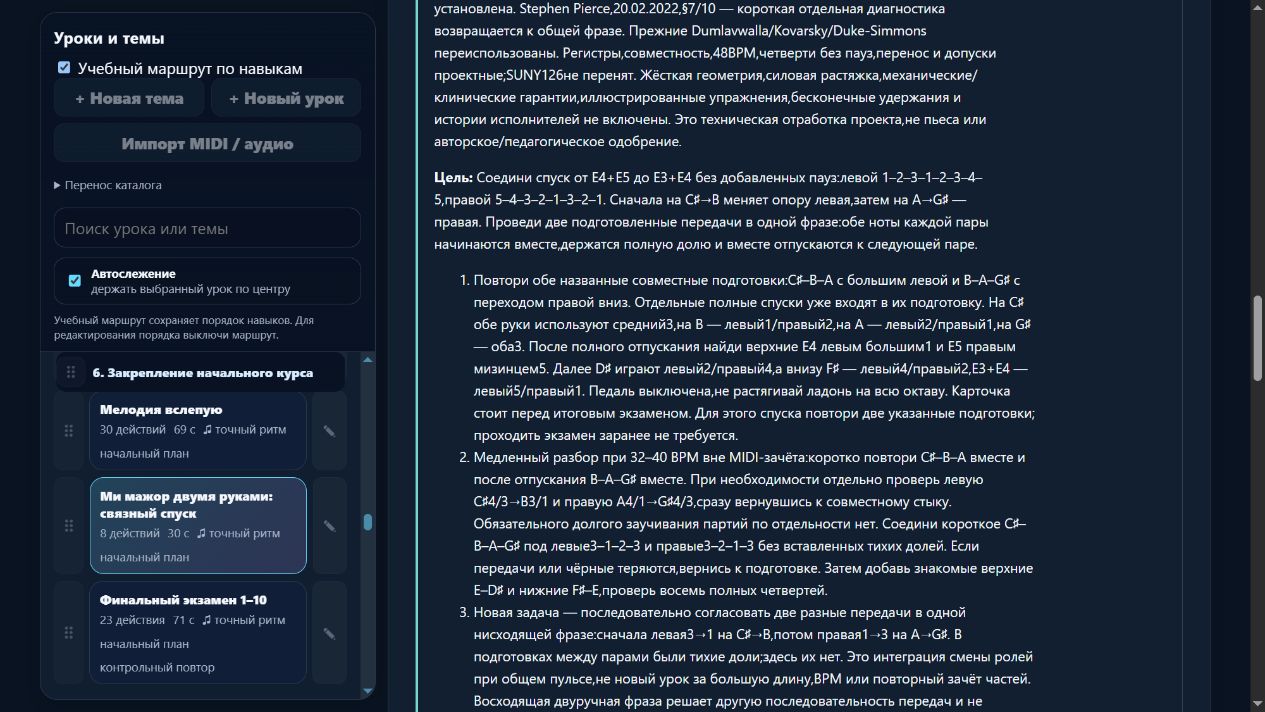 Уроки и темы
Учебный маршрут по навыкам
+ Новая тема
+ Новый урок
Импорт MIDI / аудио
Перенос каталога
Поиск урока или темы
Автослежение
держать выбранный урок по центру
Учебный маршрут сохраняет порядок навыков. Для
редактирования порядка выключи маршрут.
6. Закрепление начального курса
Мелодия вслепую
30 действий 69 с ♫ точный ритм
начальный план
Ми мажор двумя руками:
связный спуск
8 действий 30 с ♫ точный ритм
начальный план
Финальный экзамен 1–10
23 действия 71 с ♫ точный ритм
начальный план
контрольный повтор
установлена. Stephen Pierce,20.02.2022,§7/10 — короткая отдельная диагностика
возвращается к общей фразе. Прежние Dumlavwalla/Kovarsky/Duke-Simmons
переиспользованы. Регистры,совместность,48BPM,четверти без пауз,перенос и допуски
проектные;SUNY126не перенят. Жёсткая геометрия,силовая растяжка,механические/
клинические гарантии,иллюстрированные упражнения,бесконечные удержания и
истории исполнителей не включены. Это техническая отработка проекта,не пьеса или
авторское/педагогическое одобрение.
Цель: Соедини спуск от E4+E5 до E3+E4 без добавленных пауз:левой 1–2–3–1–2–3–4–
5,правой 5–4–3–2–1–3–2–1. Сначала на C♯→B меняет опору левая,затем на A→G♯ —
правая. Проведи две подготовленные передачи в одной фразе:обе ноты каждой пары
начинаются вместе,держатся полную долю и вместе отпускаются к следующей паре.
1. Повтори обе названные совместные подготовки:C♯–B–A с большим левой и B–A–G♯ с
переходом правой вниз. Отдельные полные спуски уже входят в их подготовку. На C♯
обе руки используют средний3,на B — левый1/правый2,на A — левый2/правый1,на G♯
— оба3. После полного отпускания найди верхние E4 левым большим1 и E5 правым
мизинцем5. Далее D♯ играют левый2/правый4,а внизу F♯ — левый4/правый2,E3+E4 —
левый5/правый1. Педаль выключена,не растягивай ладонь на всю октаву. Карточка
стоит перед итоговым экзаменом. Для этого спуска повтори две указанные подготовки;
проходить экзамен заранее не требуется.
2. Медленный разбор при 32–40 BPM вне MIDI-зачёта:коротко повтори C♯–B–A вместе и
после отпускания B–A–G♯ вместе. При необходимости отдельно проверь левую
C♯4/3→B3/1 и правую A4/1→G♯4/3,сразу вернувшись к совместному стыку.
Обязательного долгого заучивания партий по отдельности нет. Соедини короткое C♯–
B–A–G♯ под левые3–1–2–3 и правые3–2–1–3 без вставленных тихих долей. Если
передачи или чёрные теряются,вернись к подготовке. Затем добавь знакомые верхние
E–D♯ и нижние F♯–E,проверь восемь полных четвертей.
3. Новая задача — последовательно согласовать две разные передачи в одной
нисходящей фразе:сначала левая3→1 на C♯→B,потом правая1→3 на A→G♯. В
подготовках между парами были тихие доли;здесь их нет. Это интеграция смены ролей
при общем пульсе,не новый урок за большую длину,BPM или повторный зачёт частей.
Восходящая двуручная фраза решает другую последовательность передач и не